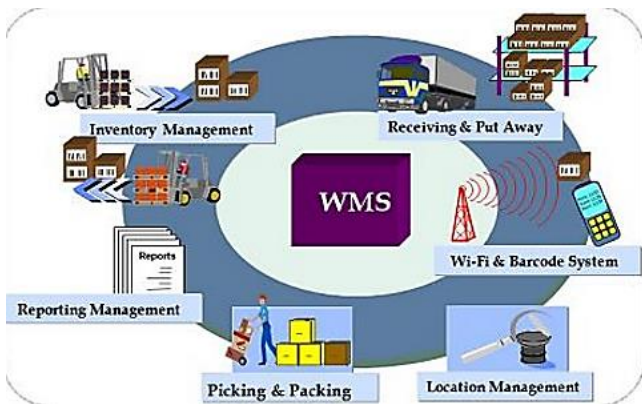 Inventory Management
Receiving & Put Away
WMS
Wi-Fi & Barcode System
Reports
Reporting Management
Picking & Packing
Location Management